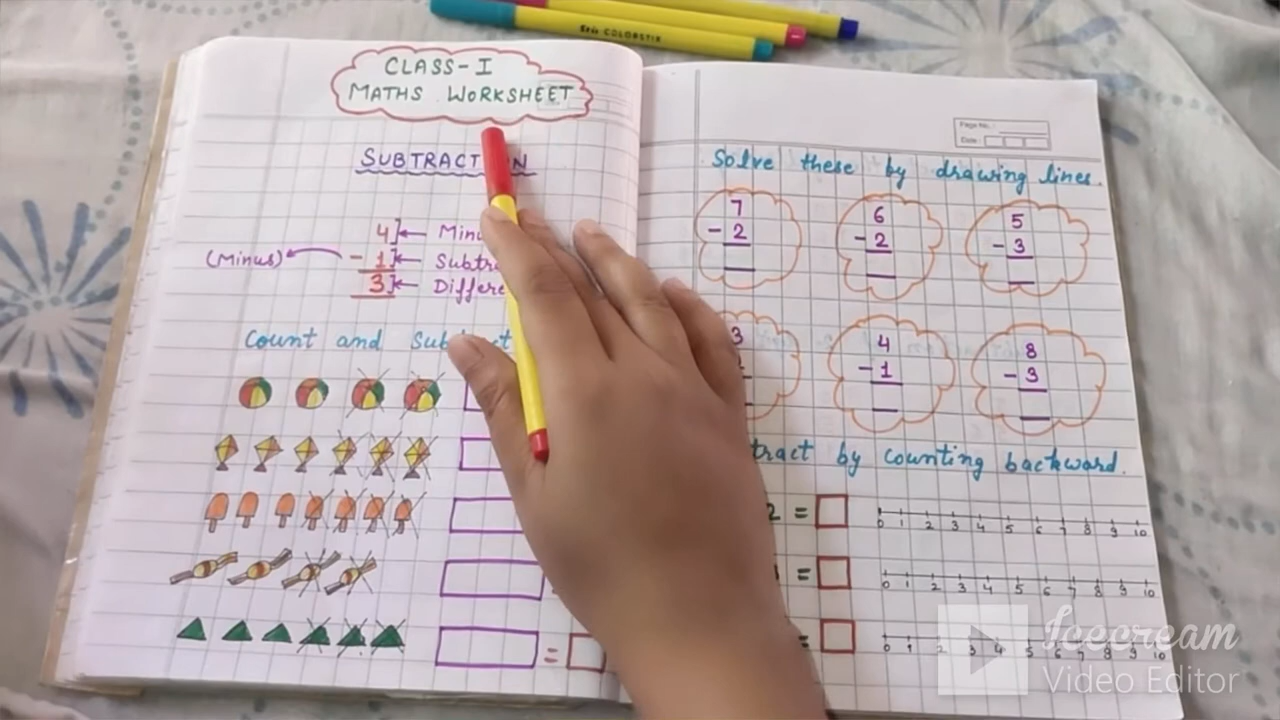 CLASS-I
MATHS WORKSHEET
4 ←
(Minus) ← - 1 ←
3 ←
Count and
Page No.:
Date:
Solve these by drawing lines.
7 6 5
- 2 - 2 - 3
3 4 8
- 1 - 3
by counting backward.
2 =
0 1 2 3 4 5 6 7 8 9 10
=
0 1 2 3 4 5 6 7 8 9 10
=
=
0 1 2 3 4 5 6 7 8 9 10
Icecream
Video Editor